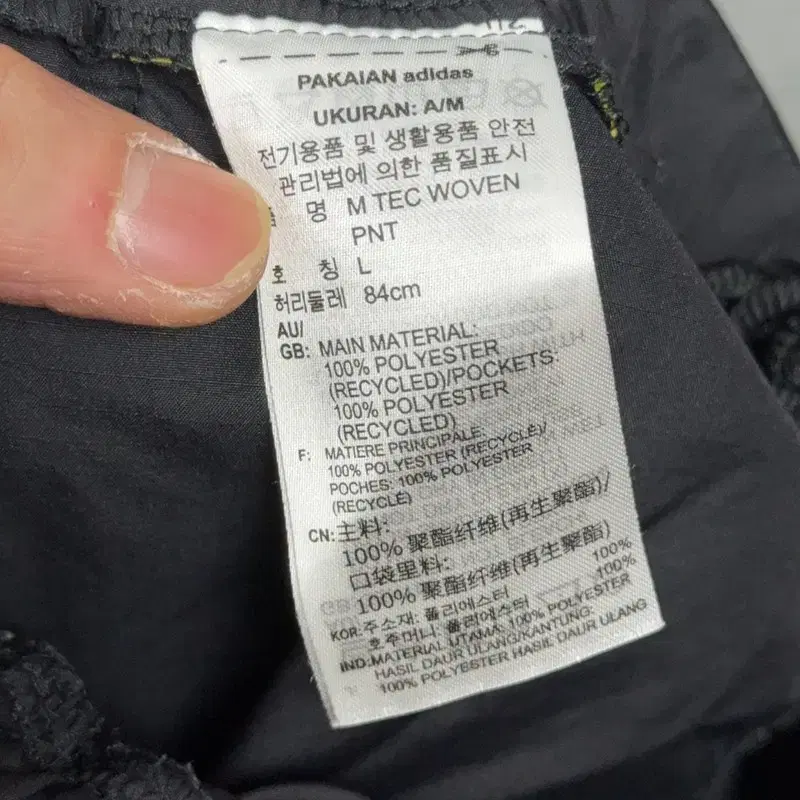 PAKAIAN adidas
UKURAN: A/M
전기용품 및 생활용품 안전
관리법에 의한 품질표시
명 M TEC WOVEN
PNT
호 칭 L
허리둘레 84cm
AU/
GB: MAIN MATERIAL:
100% POLYESTER
(RECYCLED)/POCKETS:
100% POLYESTER
(RECYCLED)
F: MATIERE PRINCIPALE:
100% POLYESTER (RECYCLÉ)/
POCHES: 100% POLYESTER
(RECYCLÉ)
CN:主料:
100% 聚酯纤维(再生聚酯)/
口袋里料:
100% 聚酯纤维(再生聚酯)
KOR:주소재: 폴리에스터 100%
호주머니: 폴리에스터 100%
IND:MATERIAL UTAMA: 100% POLYESTER
HASIL DAUR ULANG/KANTUNG:
100% POLYESTER HASIL DAUR ULANG